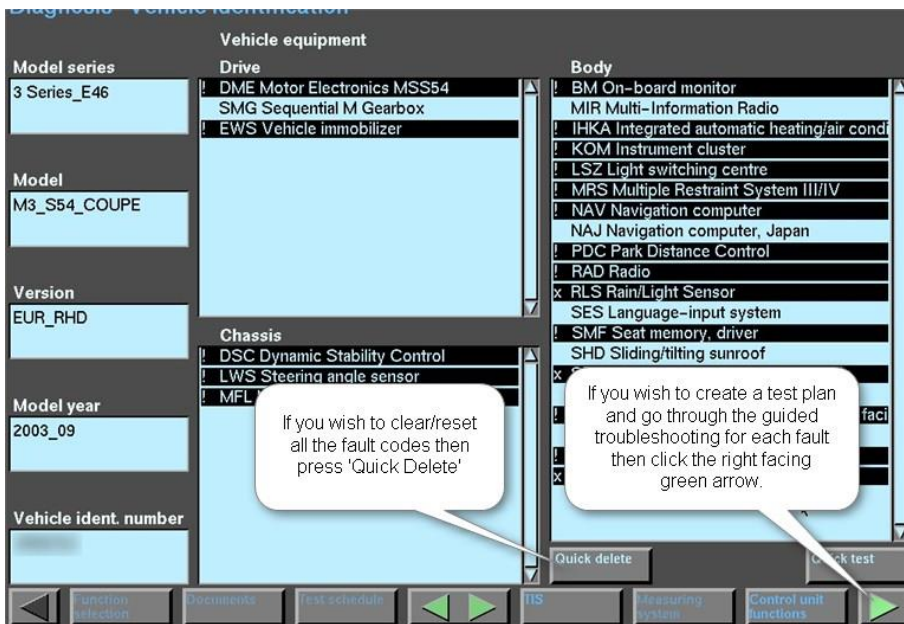 Diagnosis Vehicle identification
Vehicle equipment
Model series
3 Series_E46
Model
M3_S54_COUPE
Version
EUR_RHD
Model year
2003_09
Vehicle ident. number
Drive
! DME Motor Electronics MSS54
SMG Sequential M Gearbox
! EWS Vehicle immobilizer
Chassis
! DSC Dynamic Stability Control
! LWS Steering angle sensor
! MFL
Body
! BM On-board monitor
MIR Multi-Information Radio
! IHKA Integrated automatic heating/air condi
! KOM Instrument cluster
! LSZ Light switching centre
! MRS Multiple Restraint System III/IV
! NAV Navigation computer
NAJ Navigation computer, Japan
! PDC Park Distance Control
! RAD Radio
x RLS Rain/Light Sensor
SES Language-input system
! SMF Seat memory, driver
SHD Sliding/tilting sunroof
x
! faci
!
x
If you wish to clear/reset
all the fault codes then
press 'Quick Delete'
If you wish to create a test plan
and go through the guided
troubleshooting for each fault
then click the right facing
green arrow.
Quick delete
Quick test
Function
selection
Documents
Test schedule
TIS
Measuring
system
Control unit
functions